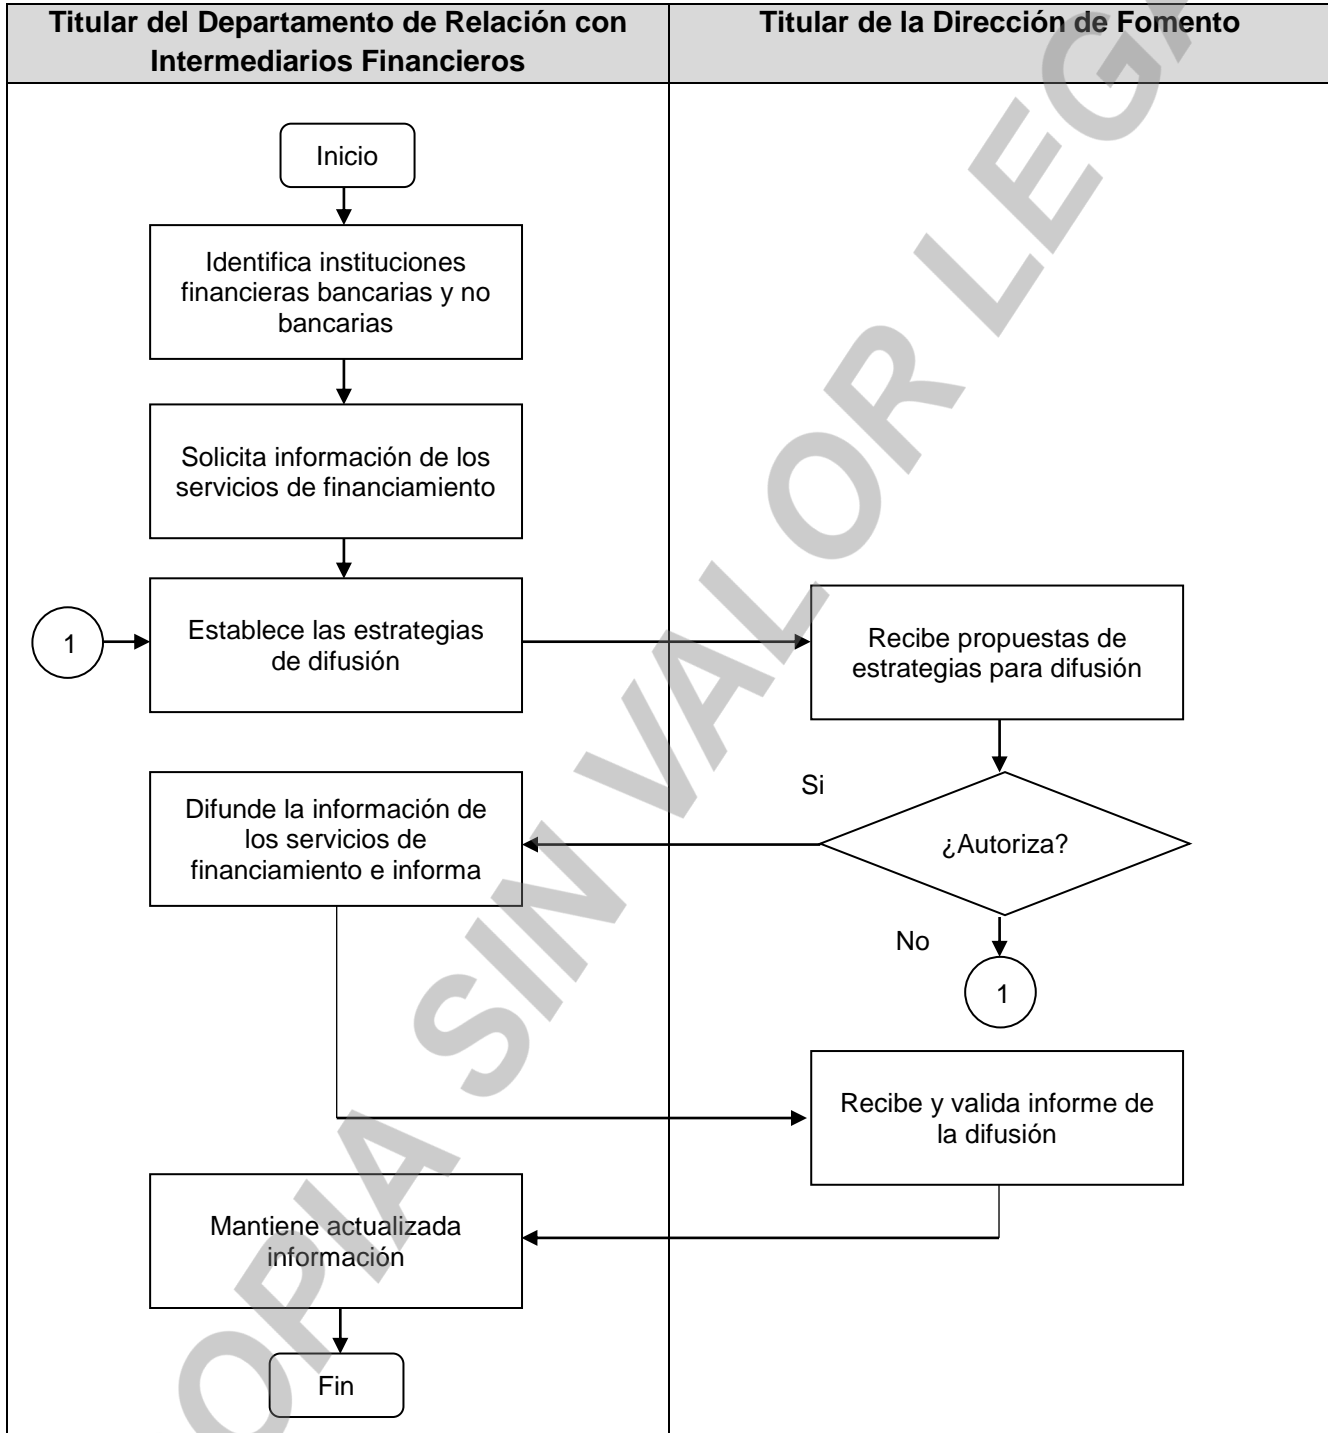 Titular del Departamento de Relación con
Intermediarios Financieros
Titular de la Dirección de Fomento
Inicio
Identifica instituciones
financieras bancarias y no
bancarias
Solicita información de los
servicios de financiamiento
1
Establece las estrategias
de difusión
Recibe propuestas de
estrategias para difusión
Si
¿Autoriza?
Difunde la información de
los servicios de
financiamiento e informa
No
1
Recibe y valida informe de
la difusión
Mantiene actualizada
información
Fin
OPIA SIN VALOR LEGA